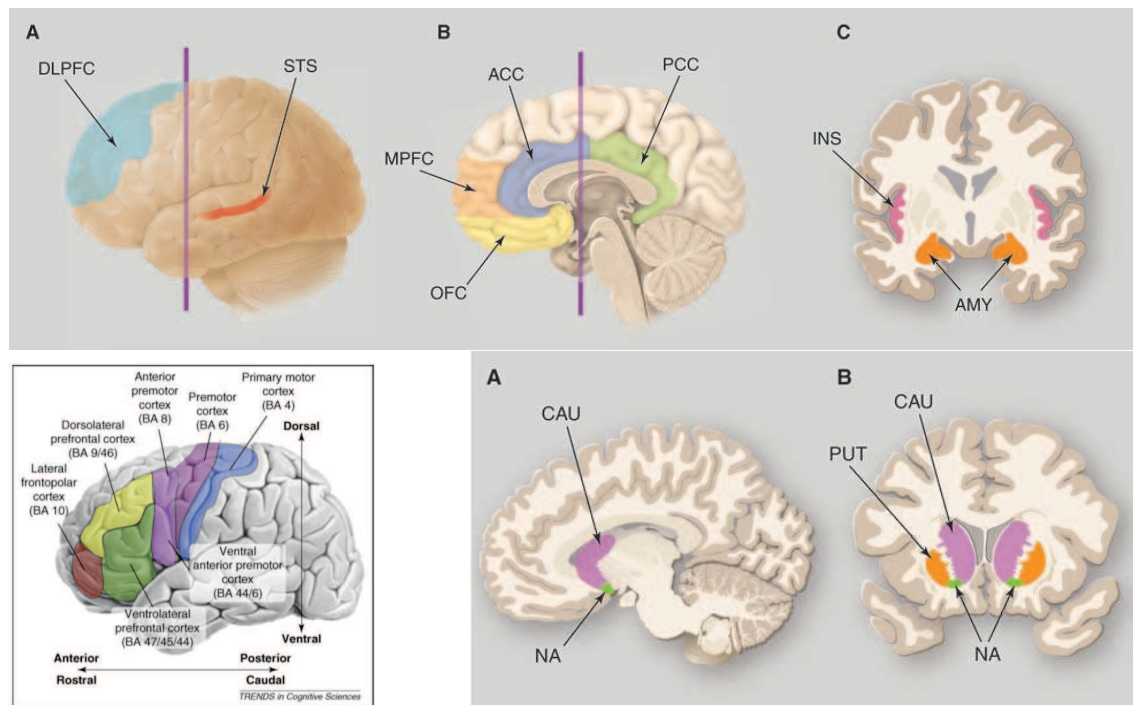 A
DLPFC
STS
B
ACC
PCC
MPFC
OFC
C
INS
AMY
Anterior
premotor
cortex
(BA 8)
Premotor
cortex
(BA 6)
Primary motor
cortex
(BA 4)
Dorsal
Dorsolateral
prefrontal cortex
(BA 9/46)
Lateral
frontopolar
cortex
(BA 10)
Ventral
anterior premotor
cortex
(BA 44/6)
Ventrolateral
prefrontal cortex
(BA 47/45/44)
Ventral
Anterior
Posterior
Rostral
Caudal
TRENDS in Cognitive Sciences
A
CAU
NA
B
CAU
PUT
NA